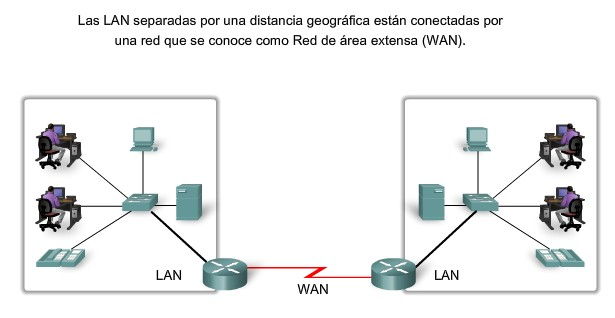 Las LAN separadas por una distancia geográfica están conectadas por
una red que se conoce como Red de área extensa (WAN).
LAN
WAN
LAN